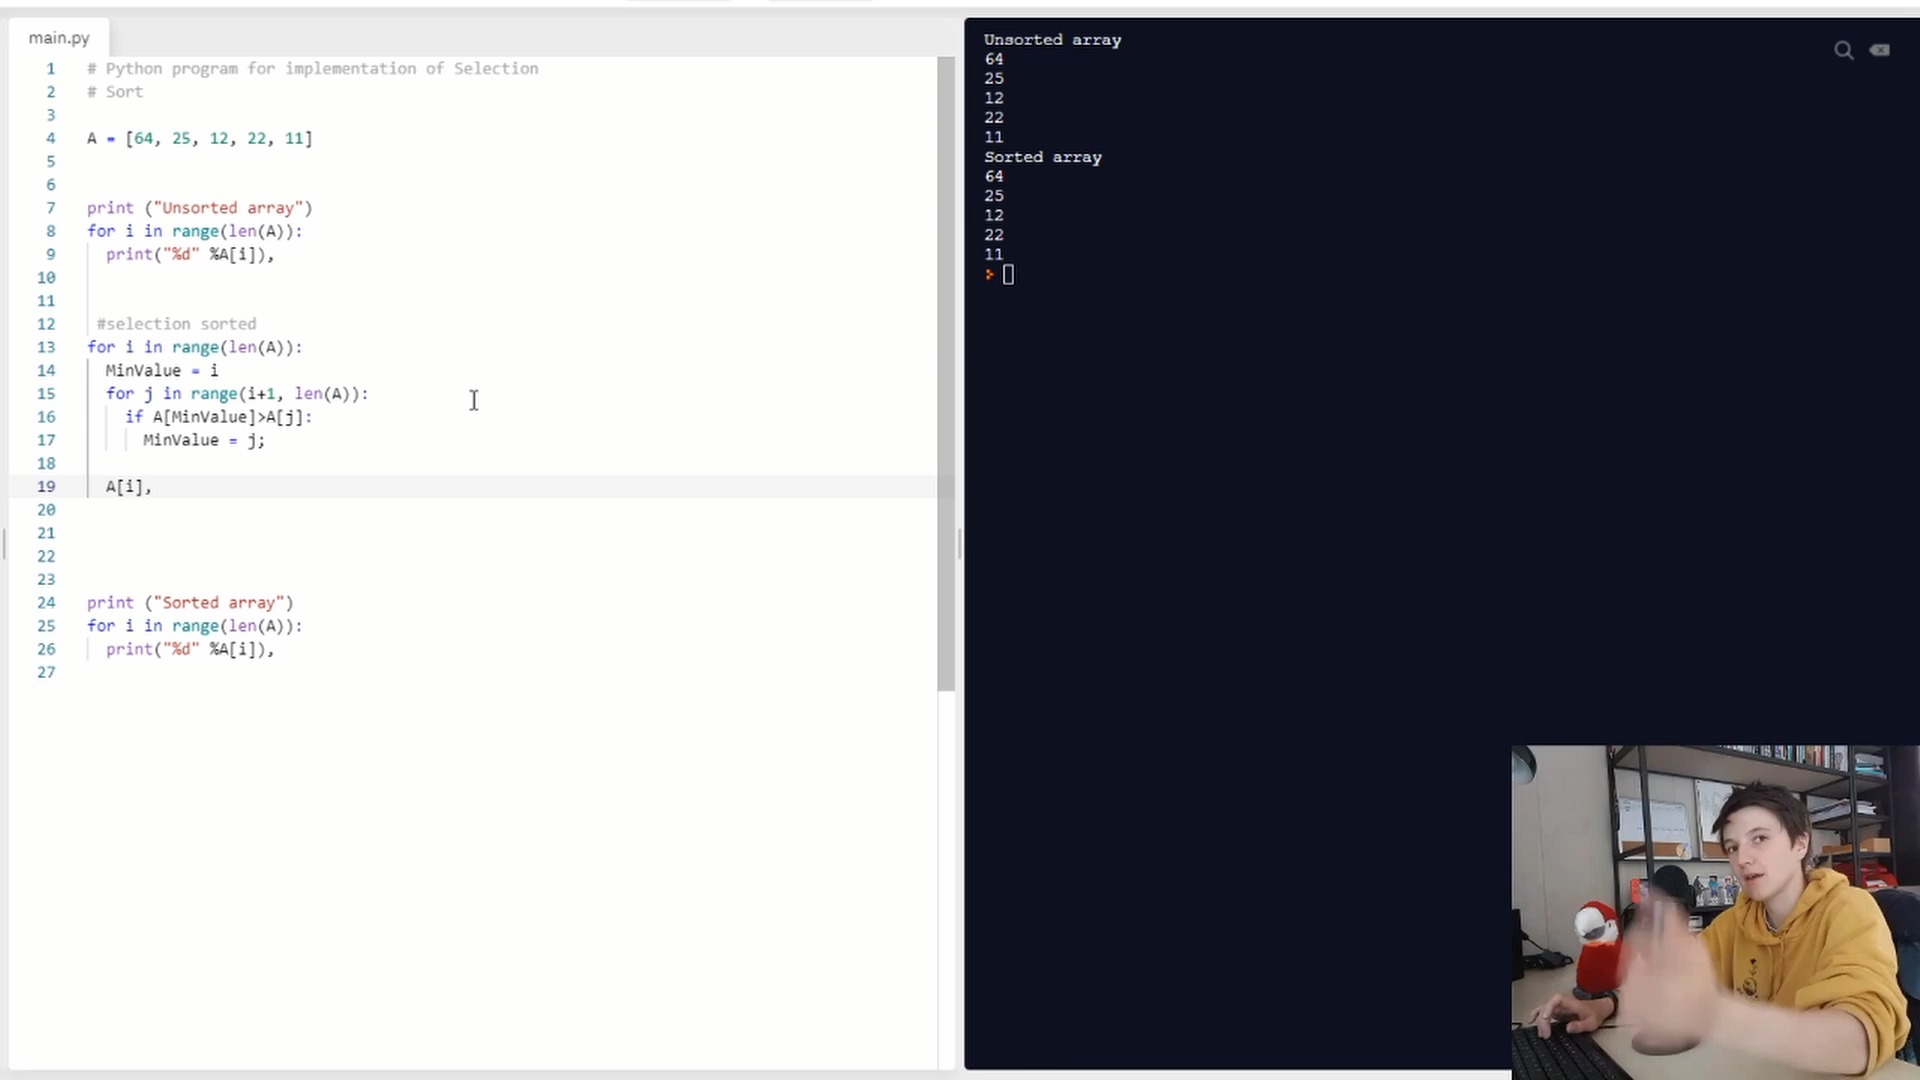 main.py
1 # Python program for implementation of Selection
2 # Sort
3
4 A = [64, 25, 12, 22, 11]
5
6
7 print ("Unsorted array")
8 for i in range(len(A)):
9 print("%d" %A[i]),
10
11
12 #selection sorted
13 for i in range(len(A)):
14 MinValue = i
15 for j in range(i+1, len(A)):
16 if A[MinValue]>A[j]:
17 MinValue = j;
18
19 A[i],
20
21
22
23
24 print ("Sorted array")
25 for i in range(len(A)):
26 print("%d" %A[i]),
27
Unsorted array
64
25
12
22
11
Sorted array
64
25
12
22
11